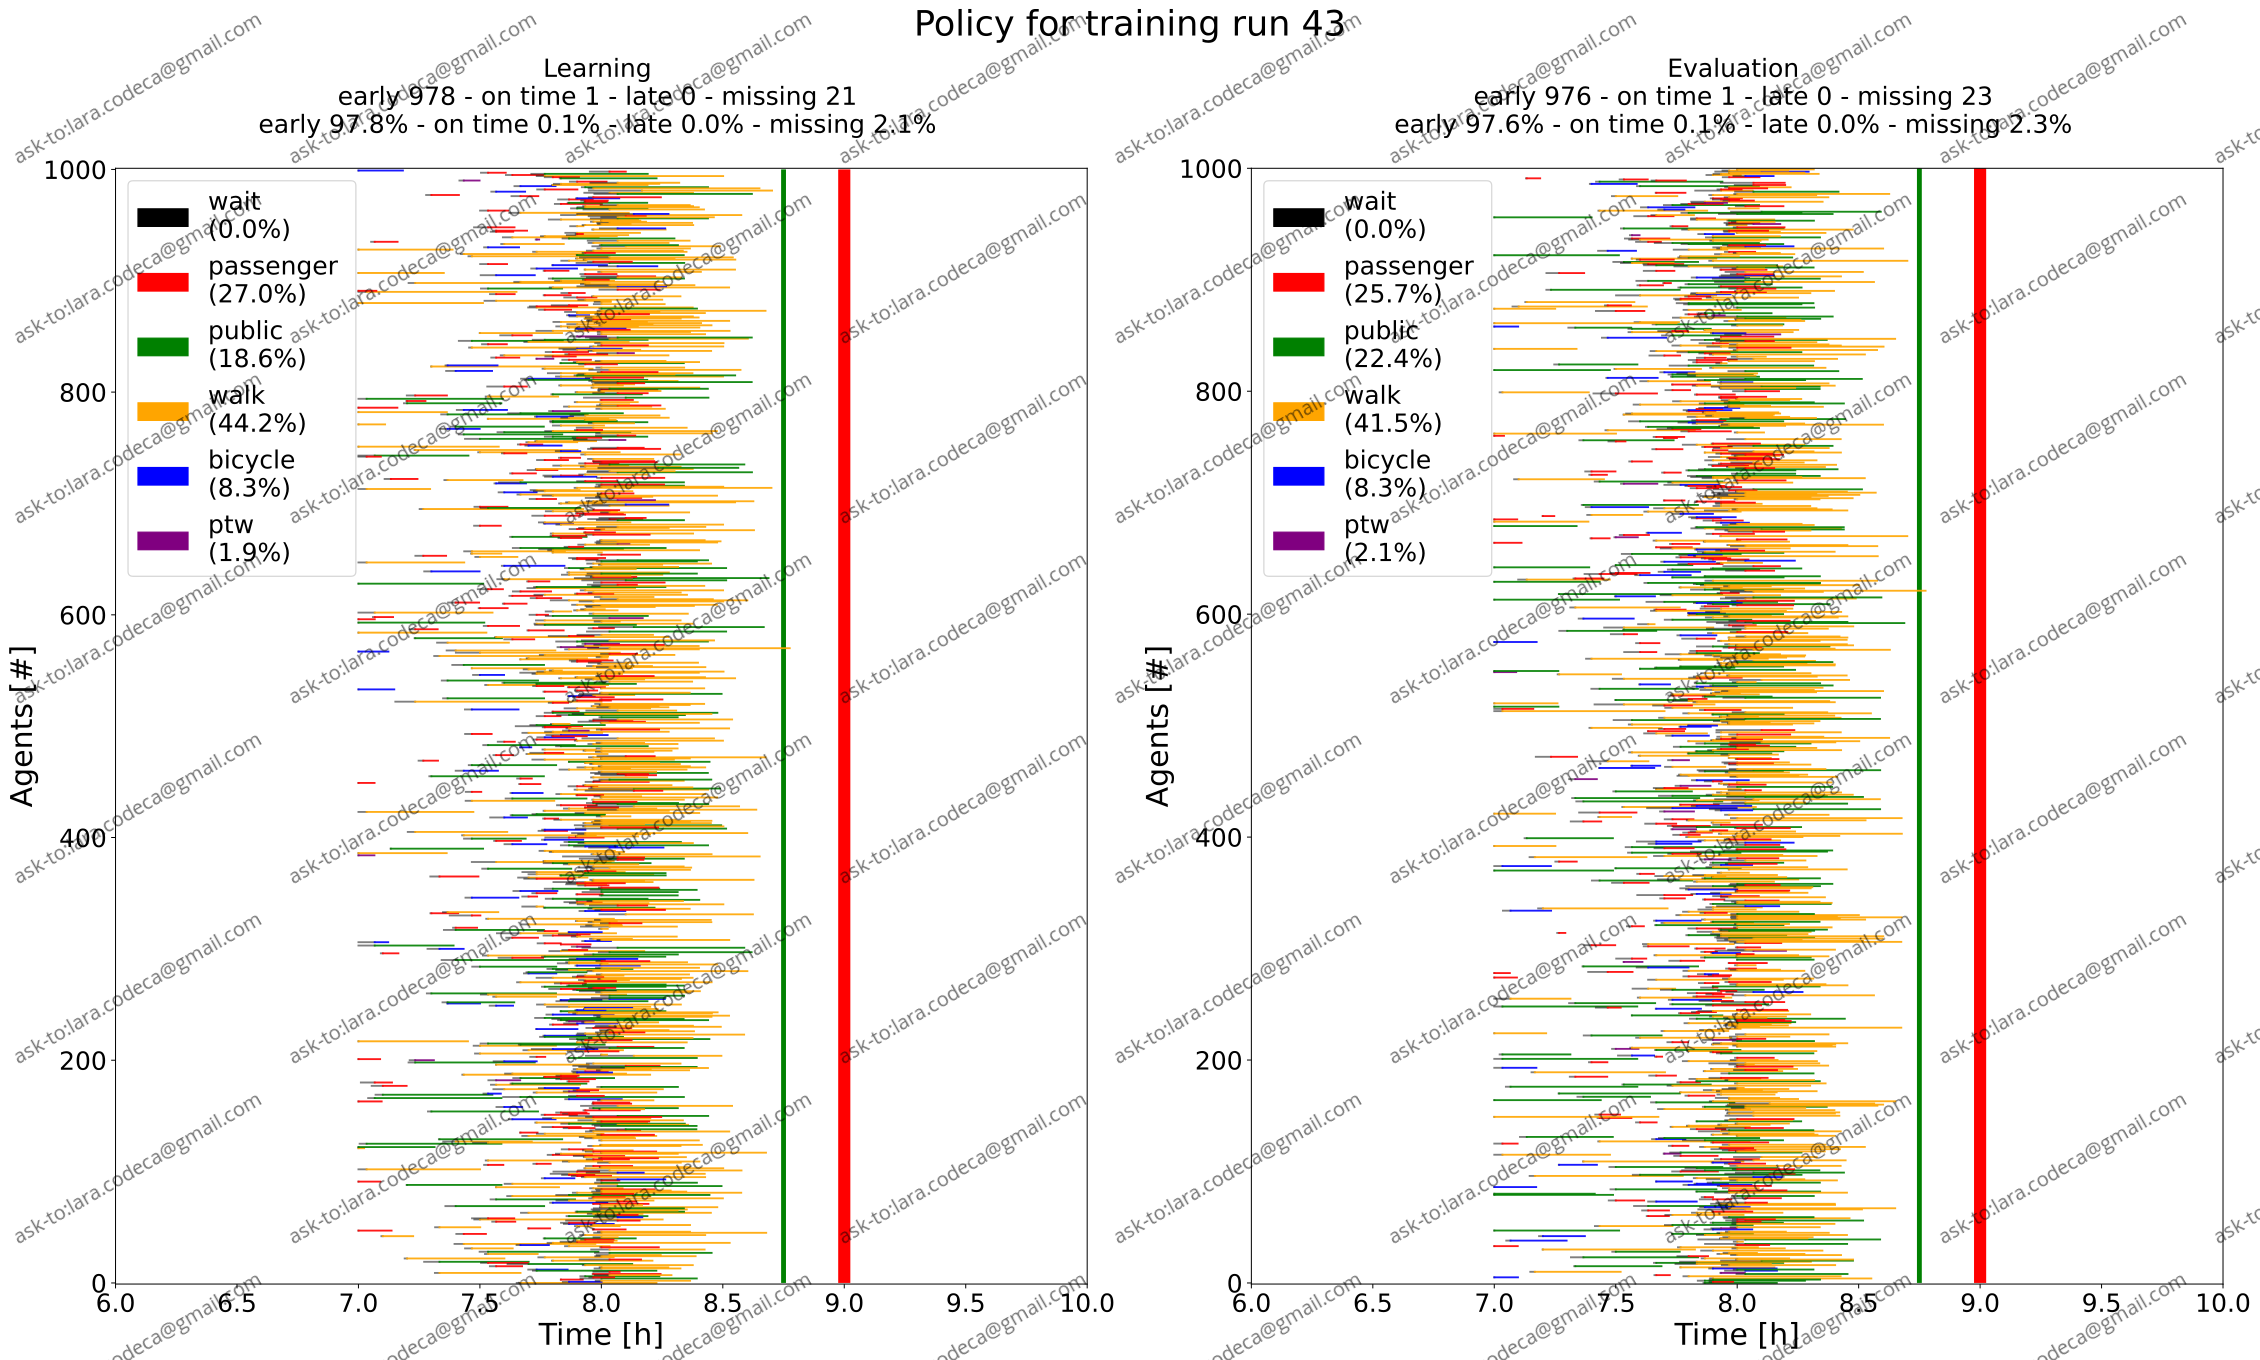 Policy for training run 43
Learning
early 978 - on time 1 - late 0 - missing 21
early 97.8% - on time 0.1% - late 0.0% - missing 2.1%
1000
800
600
400
200
0
Agents [#]
wait
(0.0%)
passenger
(27.0%)
public
(18.6%)
walk
(44.2%)
bicycle
(8.3%)
ptw
(1.9%)
6.0 6.5 7.0 7.5 8.0 8.5 9.0 9.5 10.0
Time [h]
Evaluation
early 976 - on time 1 - late 0 - missing 23
early 97.6% - on time 0.1% - late 0.0% - missing 2.3%
1000
800
600
400
200
0
Agents [#]
wait
(0.0%)
passenger
(25.7%)
public
(22.4%)
walk
(41.5%)
bicycle
(8.3%)
ptw
(2.1%)
6.0 6.5 7.0 7.5 8.0 8.5 9.0 9.5 10.0
Time [h]
ask-to:lara.codeca@gmail.com